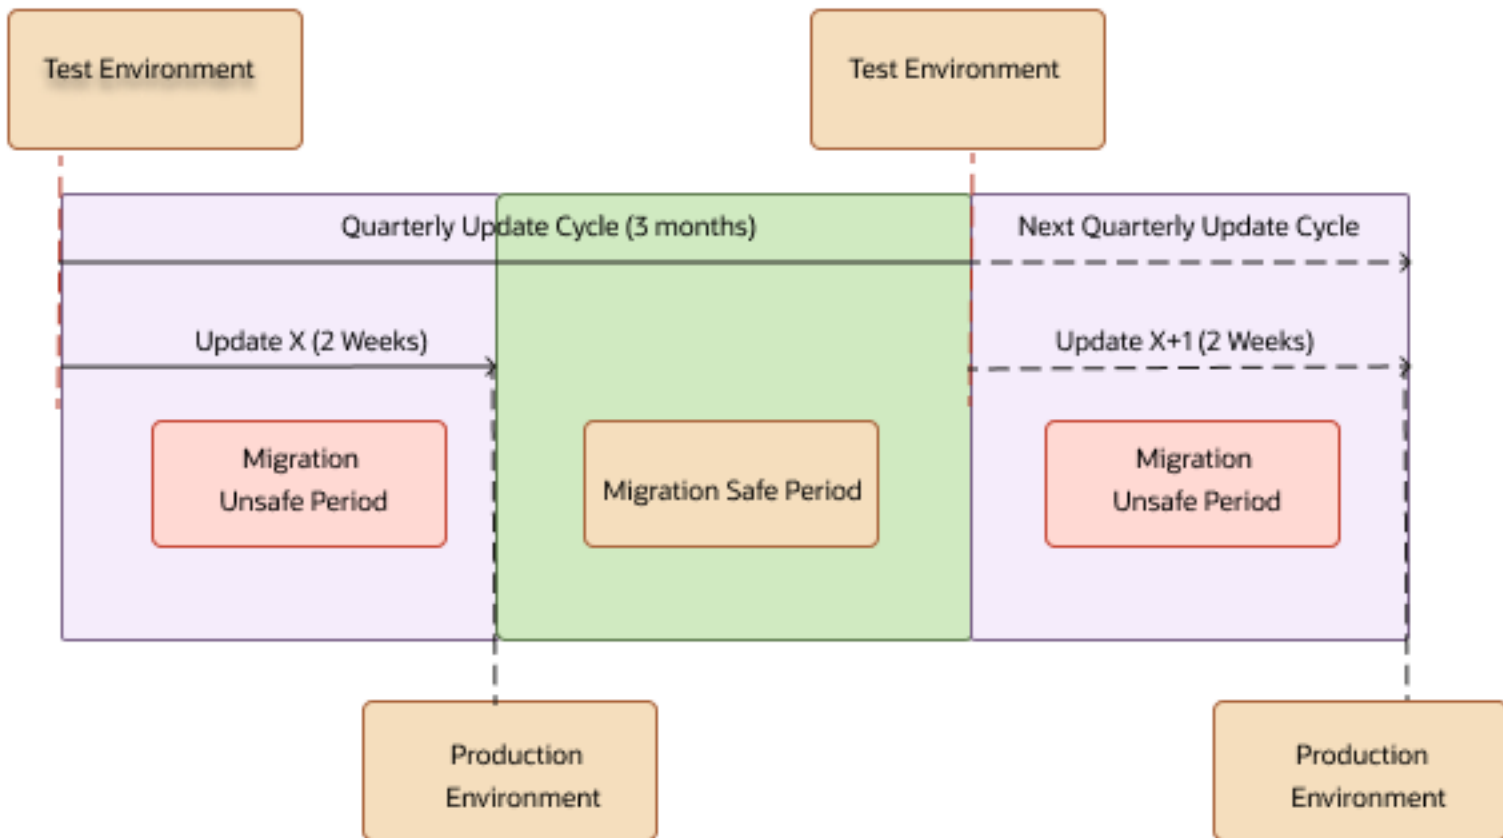 Test Environment
Test Environment
Quarterly Update Cycle (3 months)
Next Quarterly Update Cycle
Update X (2 Weeks)
Update X+1 (2 Weeks)
Migration
Unsafe Period
Migration Safe Period
Migration
Unsafe Period
Production
Environment
Production
Environment